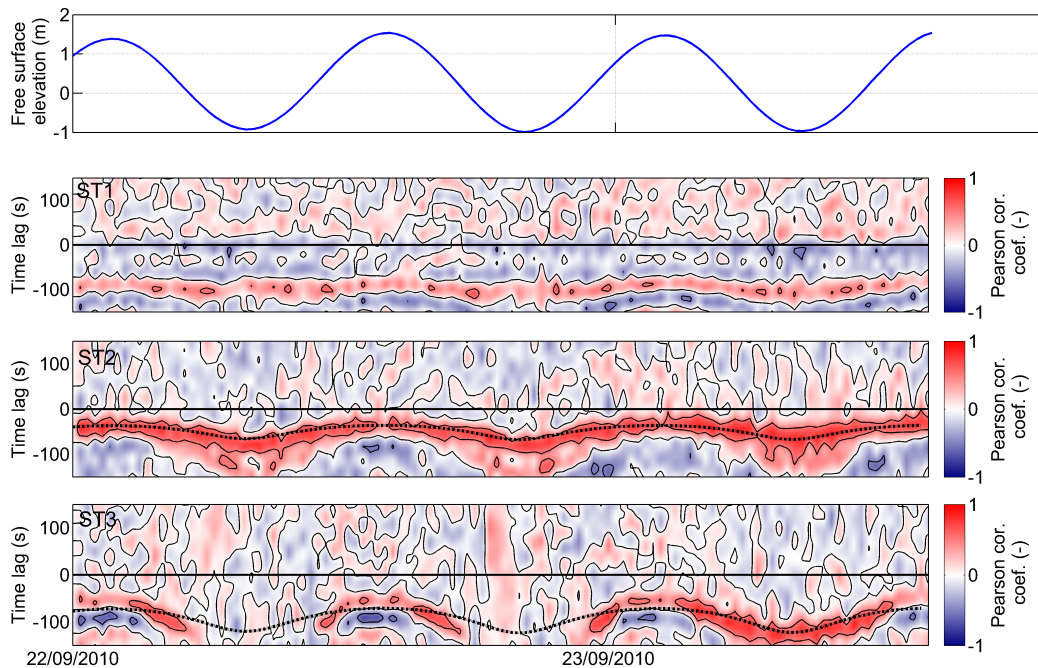 2
1
0
-1
Free surface
elevation (m)
ST1
100
0
-100
Time lag (s)
1
0
-1
Pearson cor.
coef. (-)
ST2
100
0
-100
Time lag (s)
1
0
-1
Pearson cor.
coef. (-)
ST3
100
0
-100
Time lag (s)
1
0
-1
Pearson cor.
coef. (-)
22/09/2010
23/09/2010